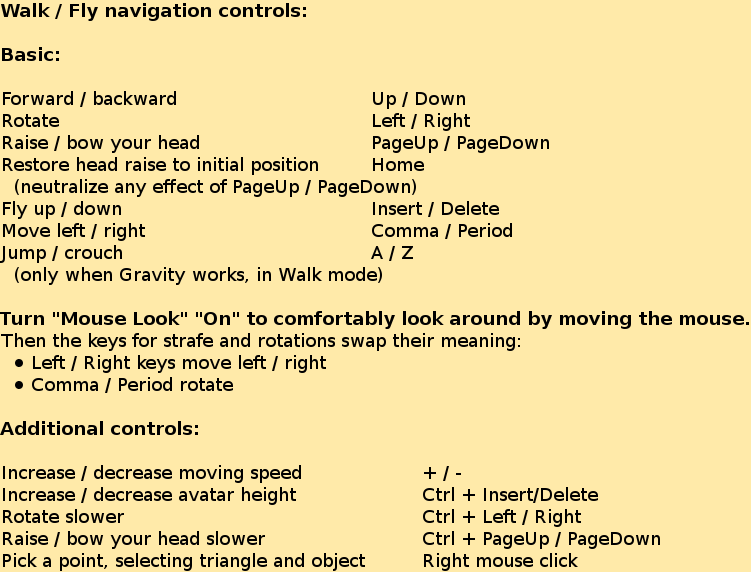 Walk / Fly navigation controls:
Basic:
Forward / backward Up / Down
Rotate Left / Right
Raise / bow your head PageUp / PageDown
Restore head raise to initial position Home
(neutralize any effect of PageUp / PageDown)
Fly up / down Insert / Delete
Move left / right Comma / Period
Jump / crouch A / Z
(only when Gravity works, in Walk mode)
Turn "Mouse Look" "On" to comfortably look around by moving the mouse.
Then the keys for strafe and rotations swap their meaning:
● Left / Right keys move left / right
● Comma / Period rotate
Additional controls:
Increase / decrease moving speed + / -
Increase / decrease avatar height Ctrl + Insert/Delete
Rotate slower Ctrl + Left / Right
Raise / bow your head slower Ctrl + PageUp / PageDown
Pick a point, selecting triangle and object Right mouse click